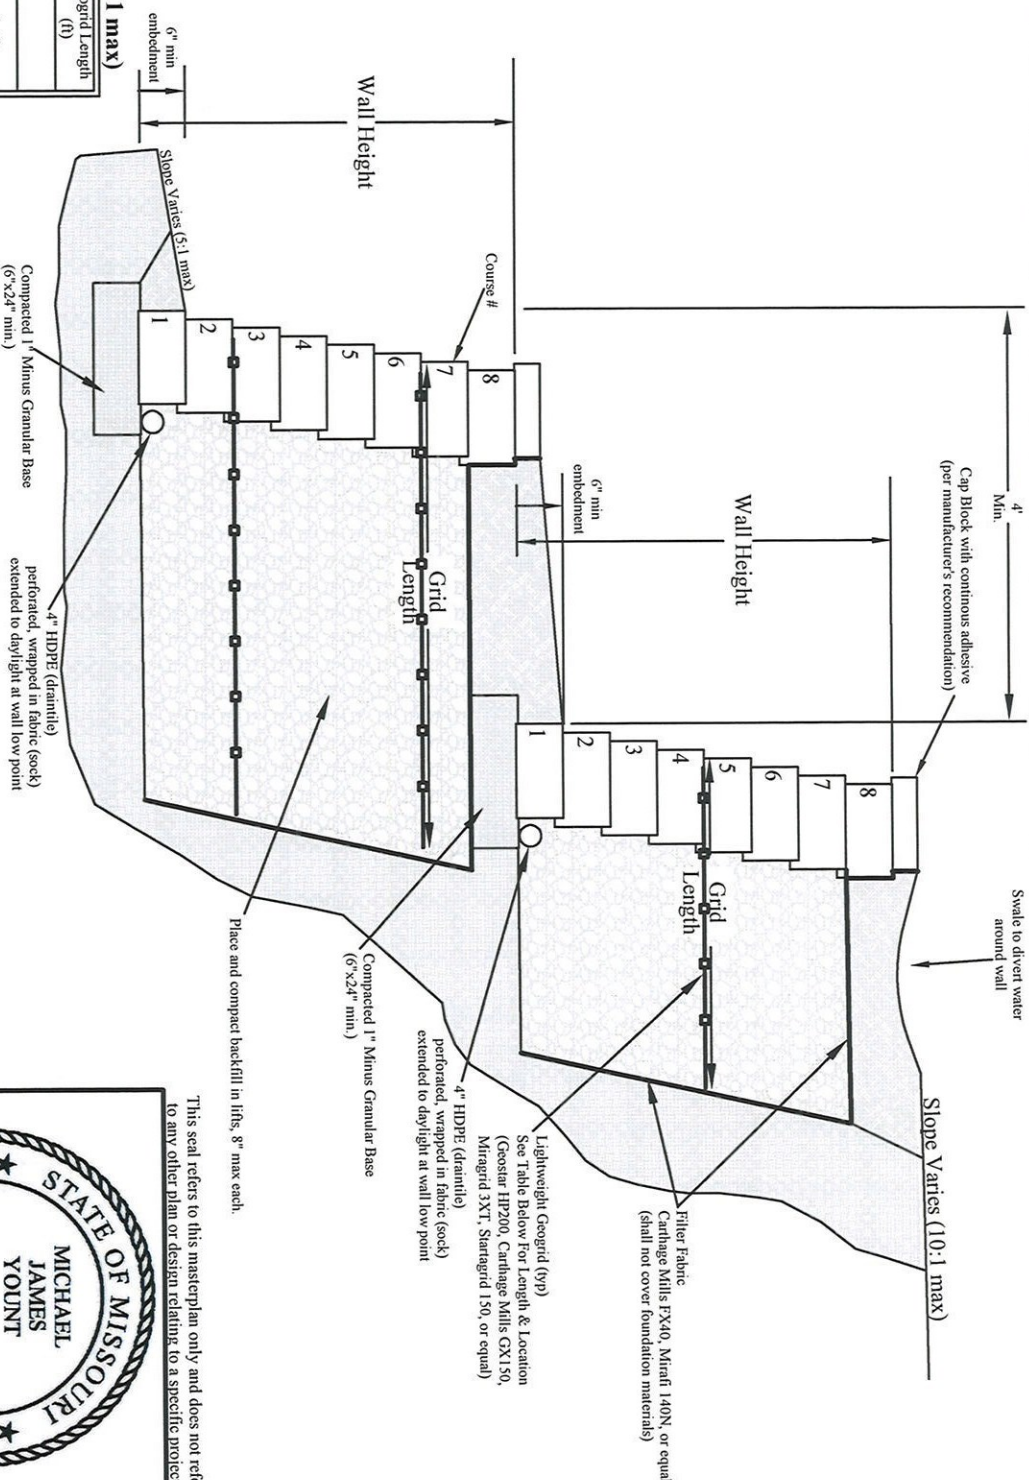 Slope Varies (10:1 max)
Swale to divert water
around wall
4'
Min.
Cap Block with continous adhesive
(per manufacturer's recommendation)
Wall Height
6" min
embedment
8
7
6
5
4
3
2
1
Grid
Length
Filter Fabric
Carthage Mills FX40, Mirafi 140N, or equal
(shall not cover foundation materials)
Lightweight Geogrid (typ)
See Table Below For Length & Location
(Geostar HP200, Carthage Mills GX150,
Miragrid 3XT, Startagrid 150, or equal)
4" HDPE (draintile)
perforated, wrapped in fabric (sock)
extended to daylight at wall low point
Compacted 1" Minus Granular Base
(6"x24" min.)
Wall Height
Course #
8
7
6
5
4
3
2
1
Grid
Length
6" min
embedment
Slope Varies (5:1 max)
Place and compact backfill in lifts, 8" max each.
4" HDPE (draintile)
perforated, wrapped in fabric (sock)
extended to daylight at wall low point
Compacted 1" Minus Granular Base
(6"x24" min.)
1 max)
ogrid Length
(ft)
This seal refers to this masterplan only and does not refe
to any other plan or design relating to a specific projec
STATE OF MISSOURI
MICHAEL
JAMES
YOUNT